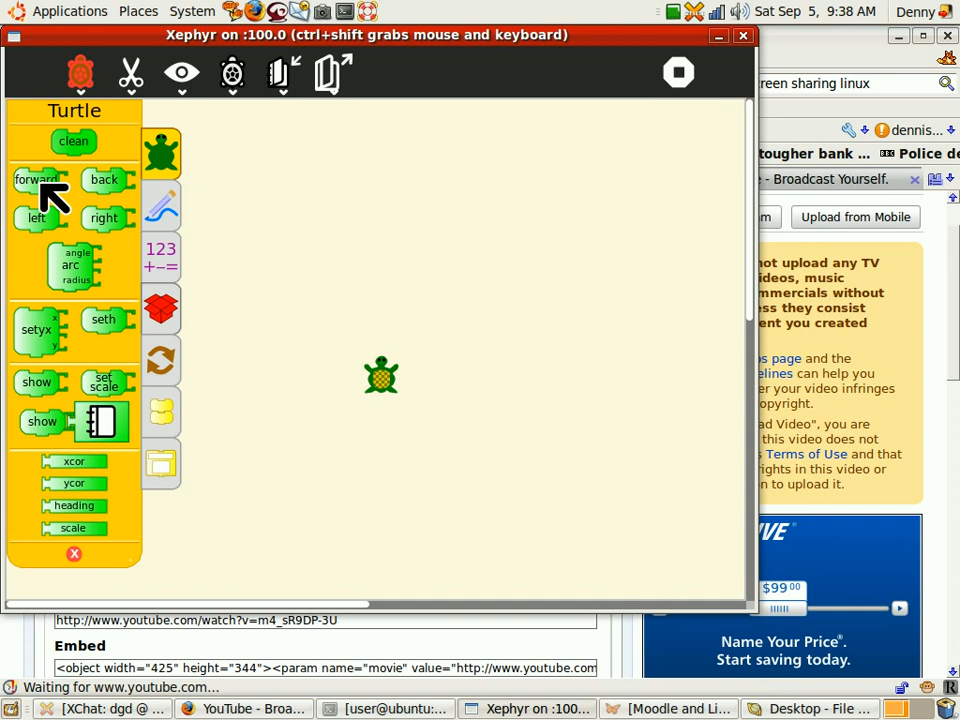 Applications Places System
Sat Sep 5, 9:38 AM Denny
Xephyr on :100.0 (ctrl+shift grabs mouse and keyboard)
reen sharing linux
dennis...
tougher bank ... Police de
- Broadcast Yourself.
Upload from Mobile
Turtle
clean
forward back
left right
angle
arc
radius
x
setyx
y
seth
show
set
scale
show
xcor
ycor
heading
scale
123
+−=
not upload any TV
ideos, music
mmercials without
ess they consist
ent you created
ps page and the
elines can help you
er your video infringes
opyright.
ad Video", you are
this video does not
Terms of Use and that
rights in this video or
on to upload it.
IVE
$99 00
Name Your Price®.
Start saving today.
http://www.youtube.com/watch?v=m4_sR9DP-3U
Embed
<object width="425" height="344"><param name="movie" value="http://www.youtube.com
Waiting for www.youtube.com...
[XChat: dgd @ ... YouTube - Broa... [user@ubuntu:... Xephyr on :100... [Moodle and Li... Desktop - File ...